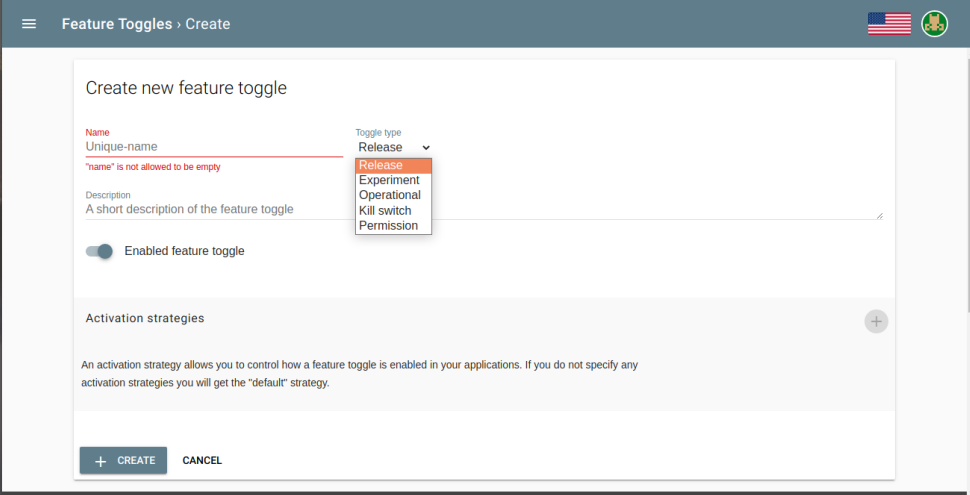 Feature Toggles › Create
Create new feature toggle
Name
Unique-name
"name" is not allowed to be empty
Toggle type
Release
Release
Experiment
Operational
Kill switch
Permission
Description
A short description of the feature toggle
Enabled feature toggle
Activation strategies
An activation strategy allows you to control how a feature toggle is enabled in your applications. If you do not specify any
activation strategies you will get the "default" strategy.
CREATE CANCEL